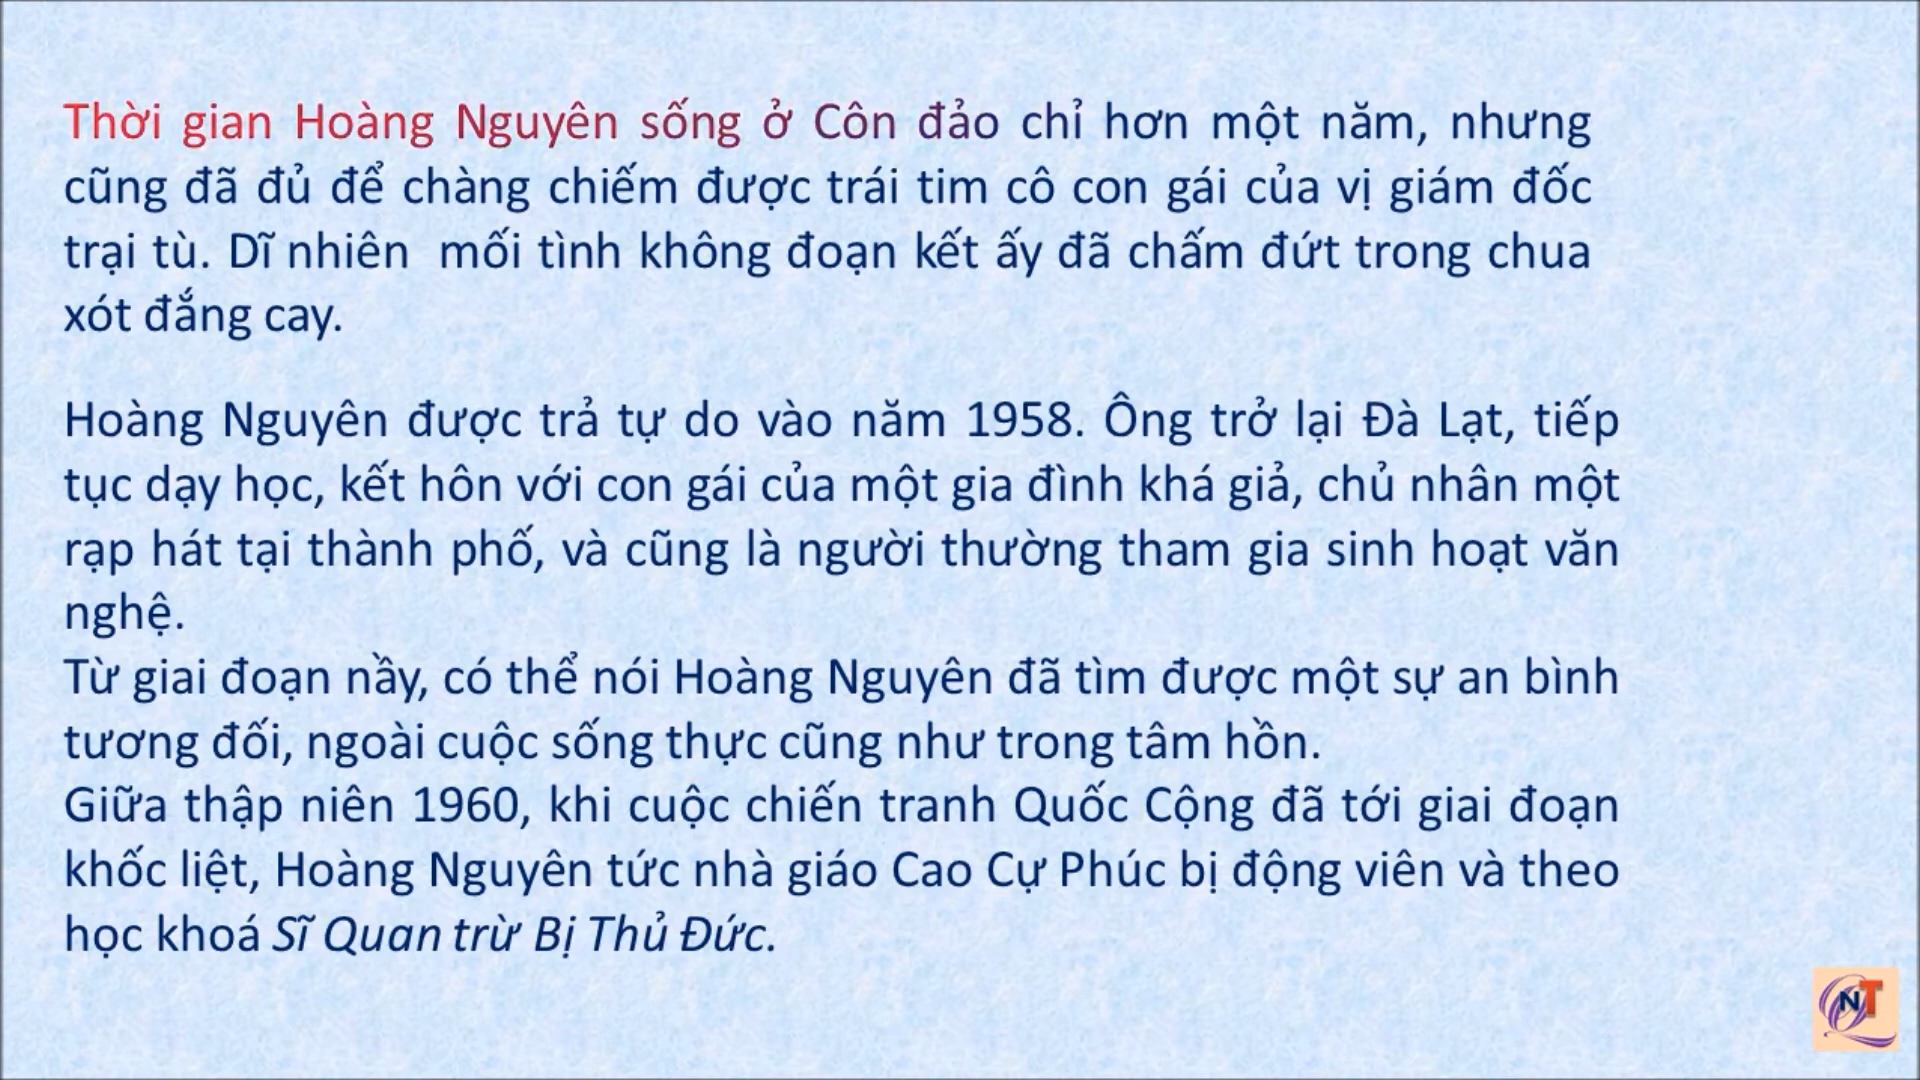 Thời gian Hoàng Nguyên sống ở Côn đảo chỉ hơn một năm, nhưng
cũng đã đủ để chàng chiếm được trái tim cô con gái của vị giám đốc
trại tù. Dĩ nhiên  mối tình không đoạn kết ấy đã chấm đứt trong chua
xót đắng cay.
Hoàng Nguyên được trả tự do vào năm 1958. Ông trở lại Đà Lạt, tiếp
tục dạy học, kết hôn với con gái của một gia đình khá giả, chủ nhân một
rạp hát tại thành phố, và cũng là người thường tham gia sinh hoạt văn
nghệ.
Từ giai đoạn nầy, có thể nói Hoàng Nguyên đã tìm được một sự an bình
tương đối, ngoài cuộc sống thực cũng như trong tâm hồn.
Giữa thập niên 1960, khi cuộc chiến tranh Quốc Cộng đã tới giai đoạn
khốc liệt, Hoàng Nguyên tức nhà giáo Cao Cự Phúc bị động viên và theo
học khoá Sĩ Quan trừ Bị Thủ Đức.
NT